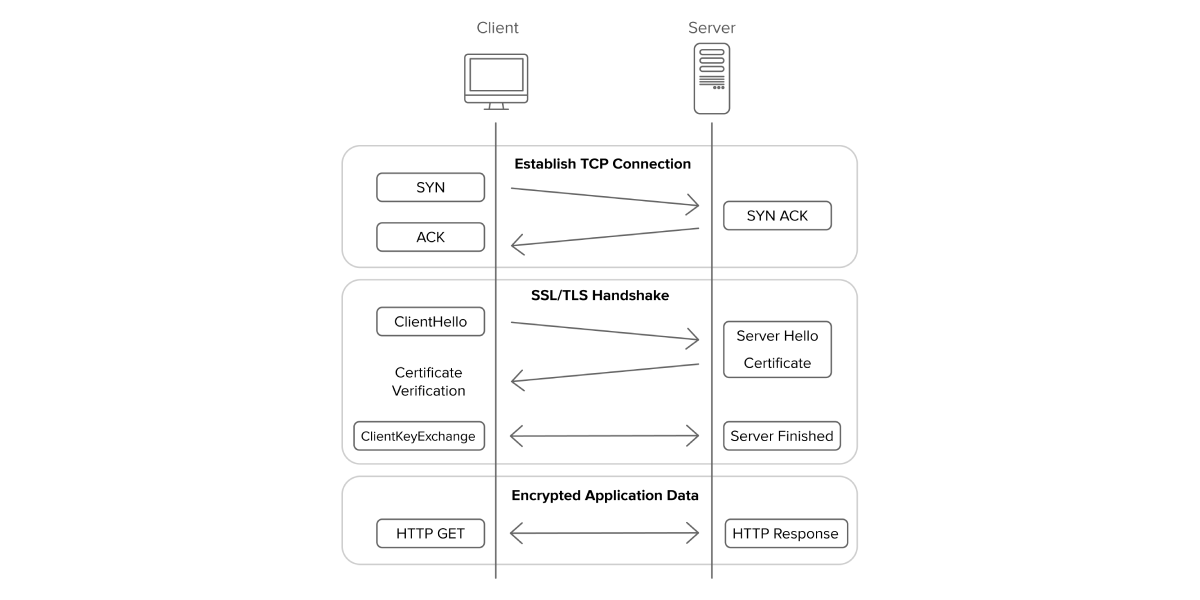 Client
Server
Establish TCP Connection
SYN
SYN ACK
ACK
SSL/TLS Handshake
ClientHello
Server Hello
Certificate
Certificate
Verification
ClientKeyExchange
Server Finished
Encrypted Application Data
HTTP GET
HTTP Response